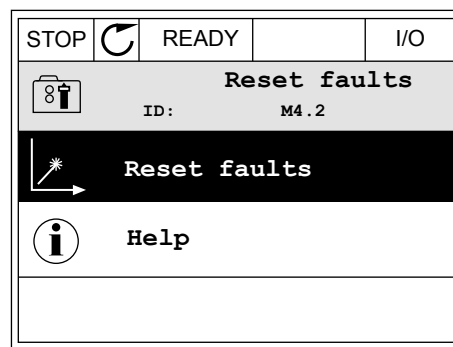 STOP READY I/O
Reset faults
ID: M4.2
Reset faults
Help